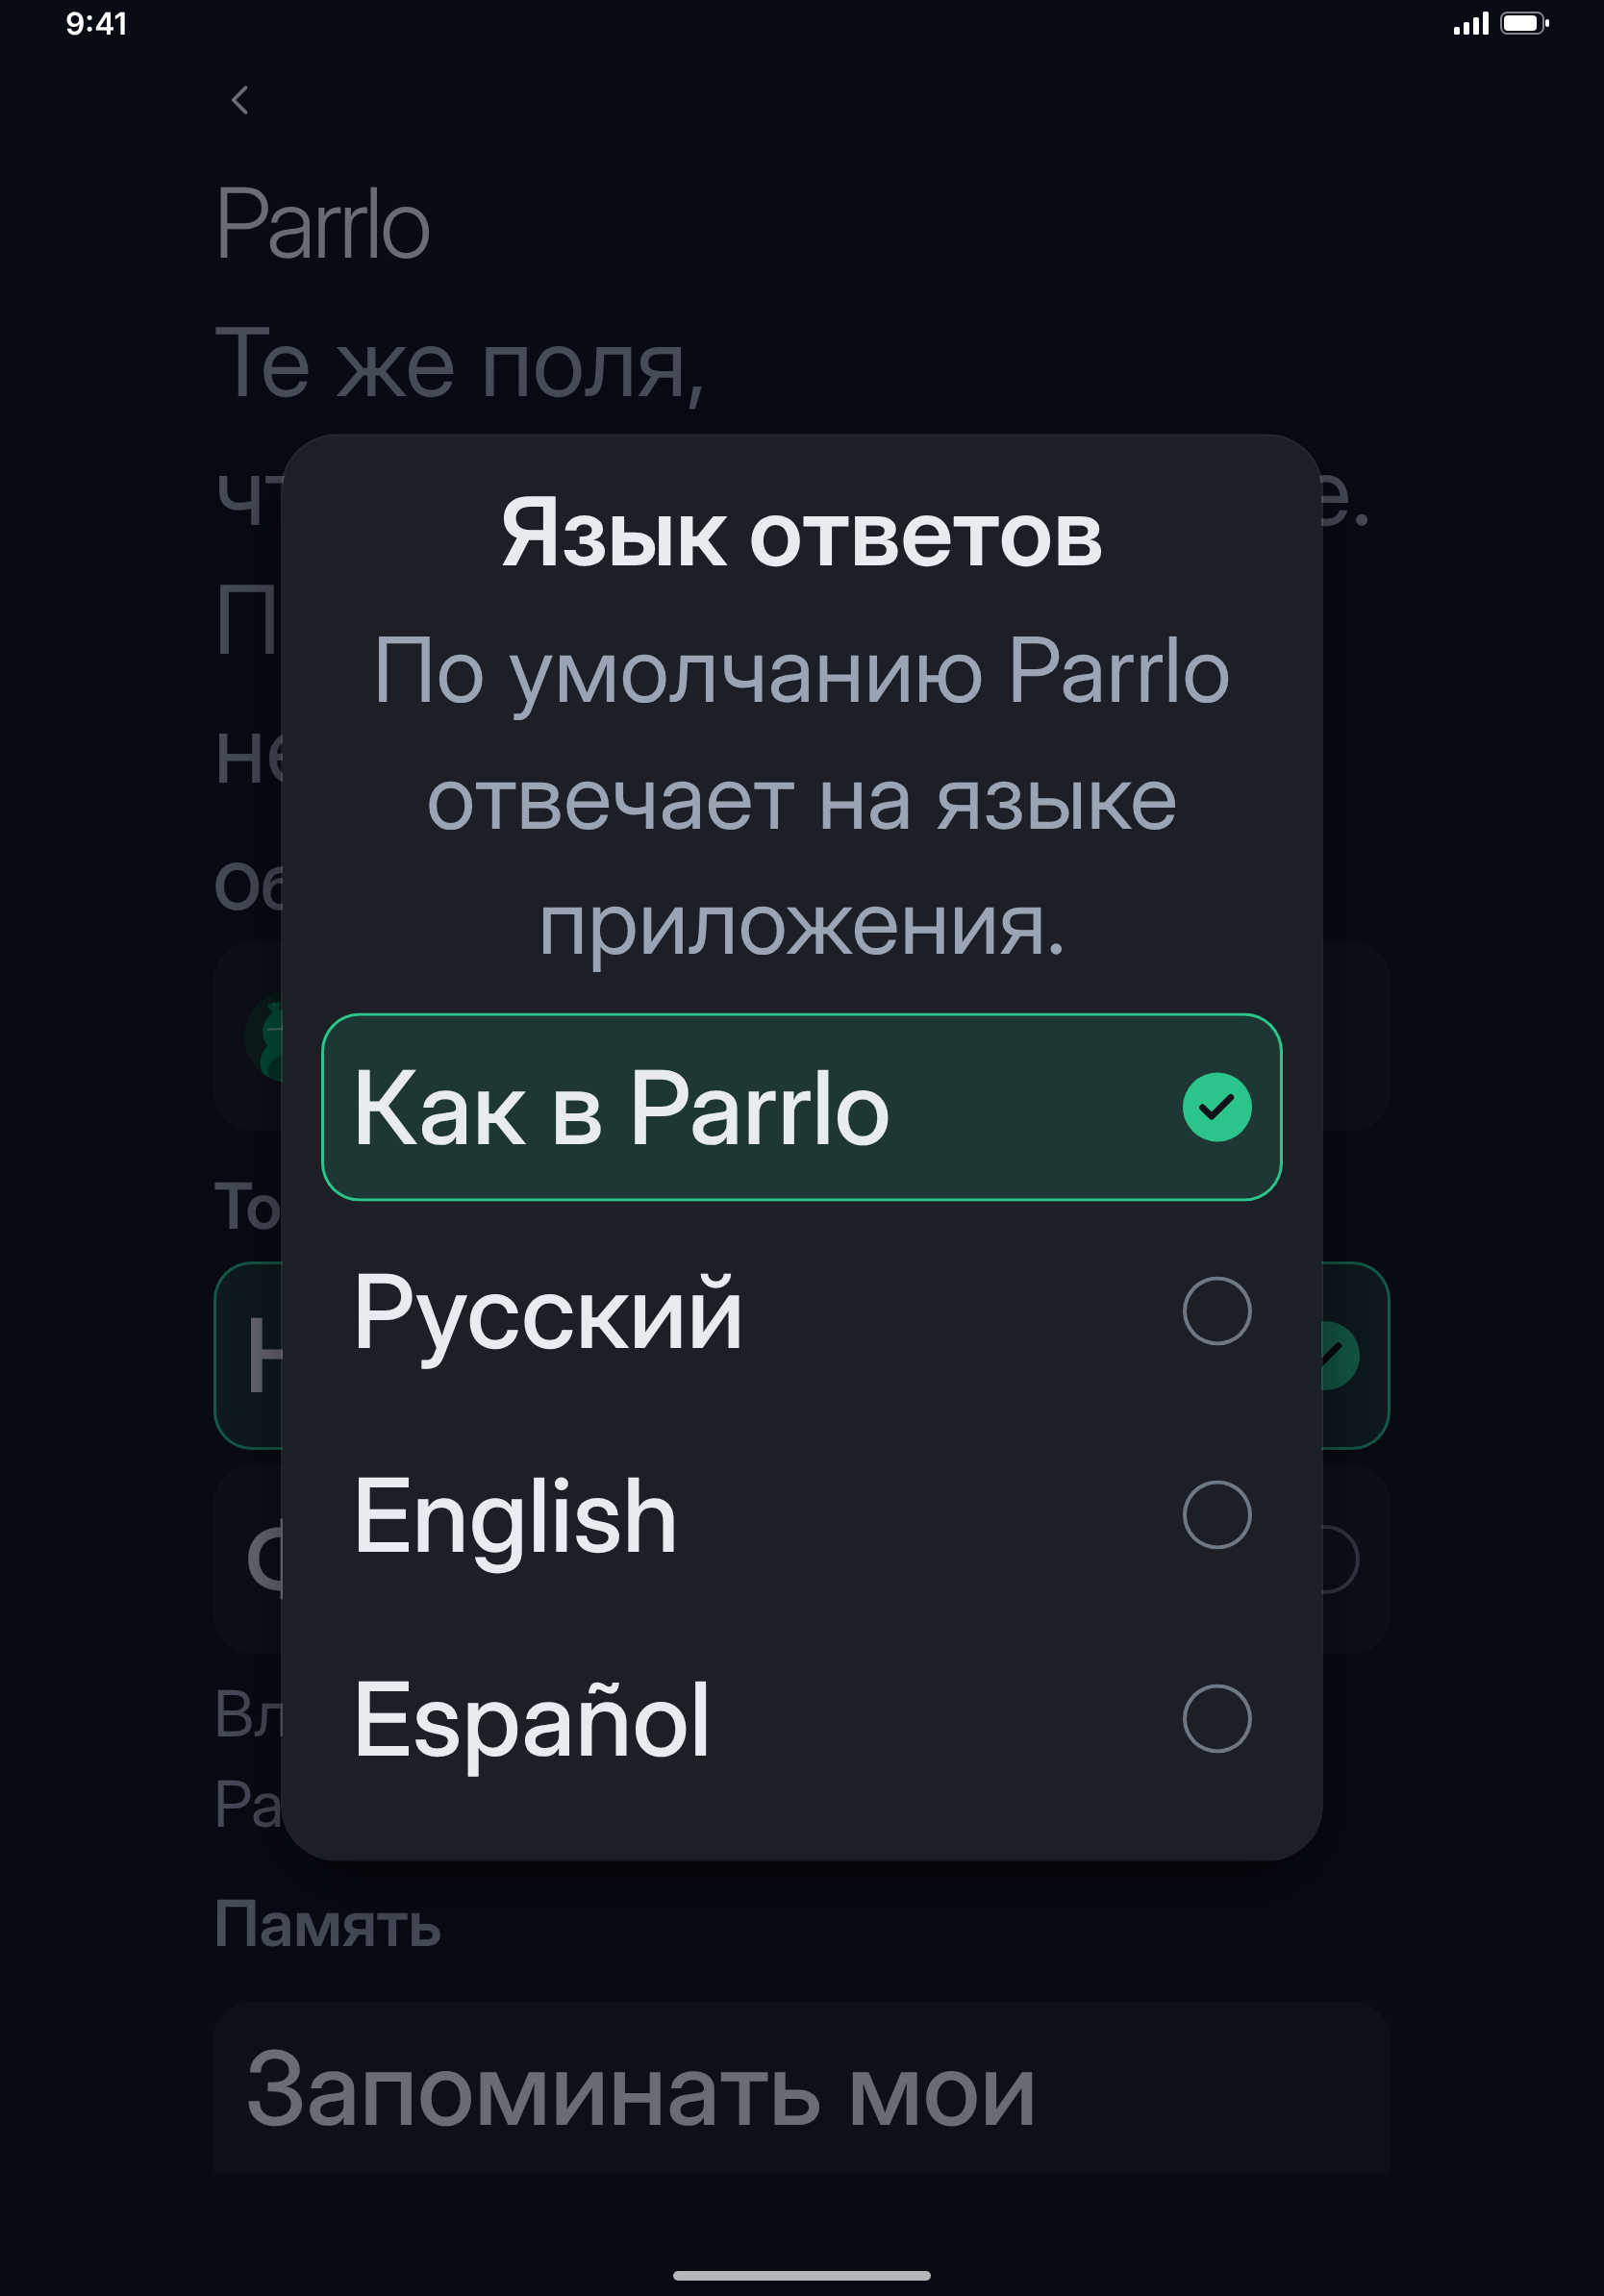 9:41
Parrlo
Те же поля,
Язык ответов
По умолчанию Parrlo
отвечает на языке
приложения.
Как в Parrlo
Русский
English
Español
Память
Запоминать мои